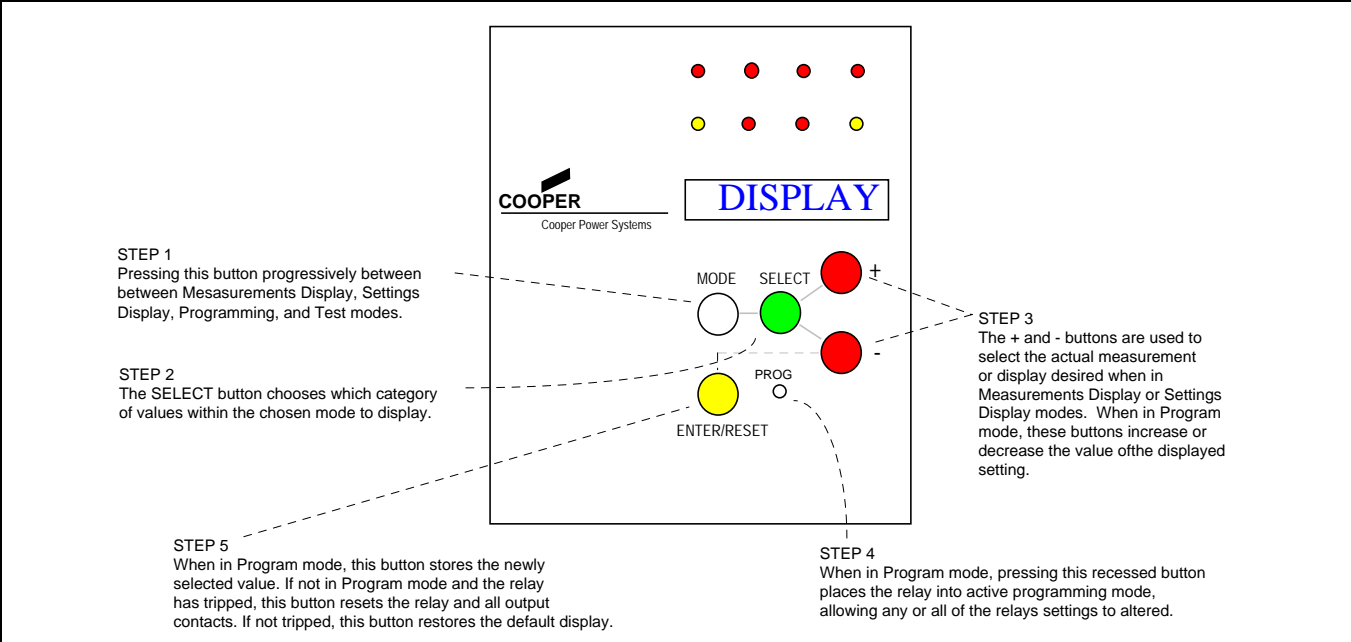 COOPER
Cooper Power Systems
DISPLAY
STEP 1
Pressing this button progressively between
between Mesasurements Display, Settings
Display, Programming, and Test modes.
MODE
SELECT
+
-
STEP 2
The SELECT button chooses which category
of values within the chosen mode to display.
PROG
ENTER/RESET
STEP 3
The + and - buttons are used to
select the actual measurement
or display desired when in
Measurements Display or Settings
Display modes. When in Program
mode, these buttons increase or
decrease the value ofthe displayed
setting.
STEP 5
When in Program mode, this button stores the newly
selected value. If not in Program mode and the relay
has tripped, this button resets the relay and all output
contacts. If not tripped, this button restores the default display.
STEP 4
When in Program mode, pressing this recessed button
places the relay into active programming mode,
allowing any or all of the relays settings to altered.